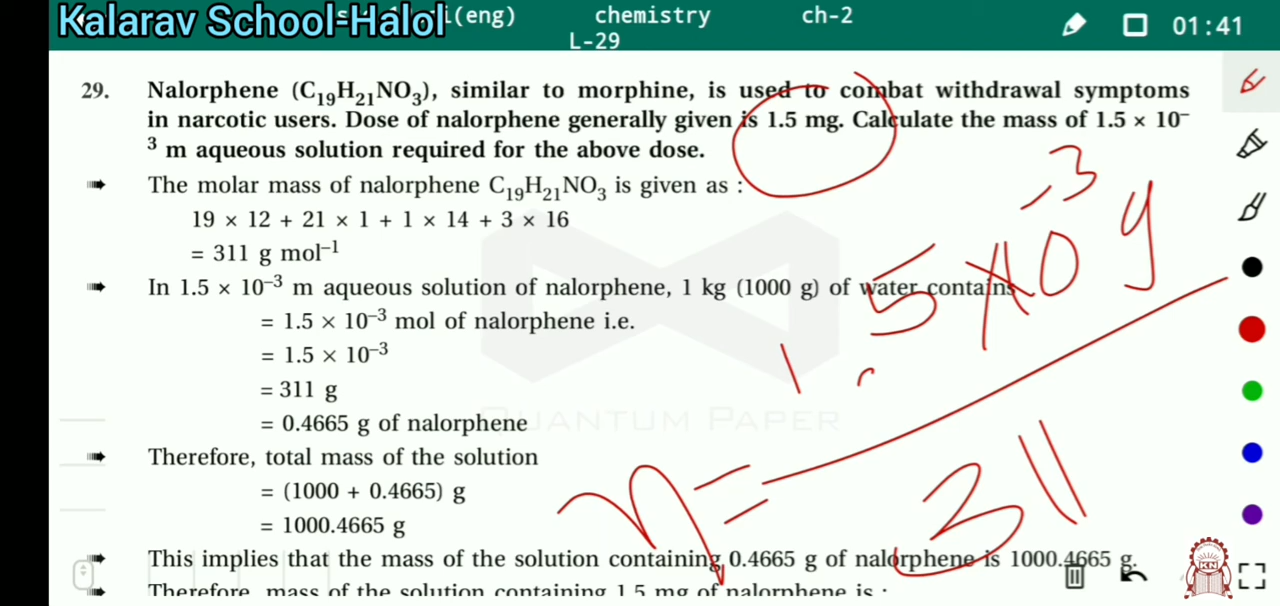 Kalarav School-Halol (eng) chemistry ch-2 01:41
L-29
29. Nalorphene (C₁₉H₂₁NO₃), similar to morphine, is used to combat withdrawal symptoms
in narcotic users. Dose of nalorphene generally given is 1.5 mg. Calculate the mass of 1.5 × 10⁻
³ m aqueous solution required for the above dose.
The molar mass of nalorphene C₁₉H₂₁NO₃ is given as :
19 × 12 + 21 × 1 + 1 × 14 + 3 × 16
= 311 g mol⁻¹
In 1.5 × 10⁻³ m aqueous solution of nalorphene, 1 kg (1000 g) of water contains
= 1.5 × 10⁻³ mol of nalorphene i.e.
= 1.5 × 10⁻³
= 311 g
= 0.4665 g of nalorphene
QUANTUM PAPER
Therefore, total mass of the solution
= (1000 + 0.4665) g
= 1000.4665 g
This implies that the mass of the solution containing 0.4665 g of nalorphene is 1000.4665 g.
Therefore, mass of the solution containing 1.5 mg of nalorphene is :
1.5 × 10⁻³ g
n =
311
KN